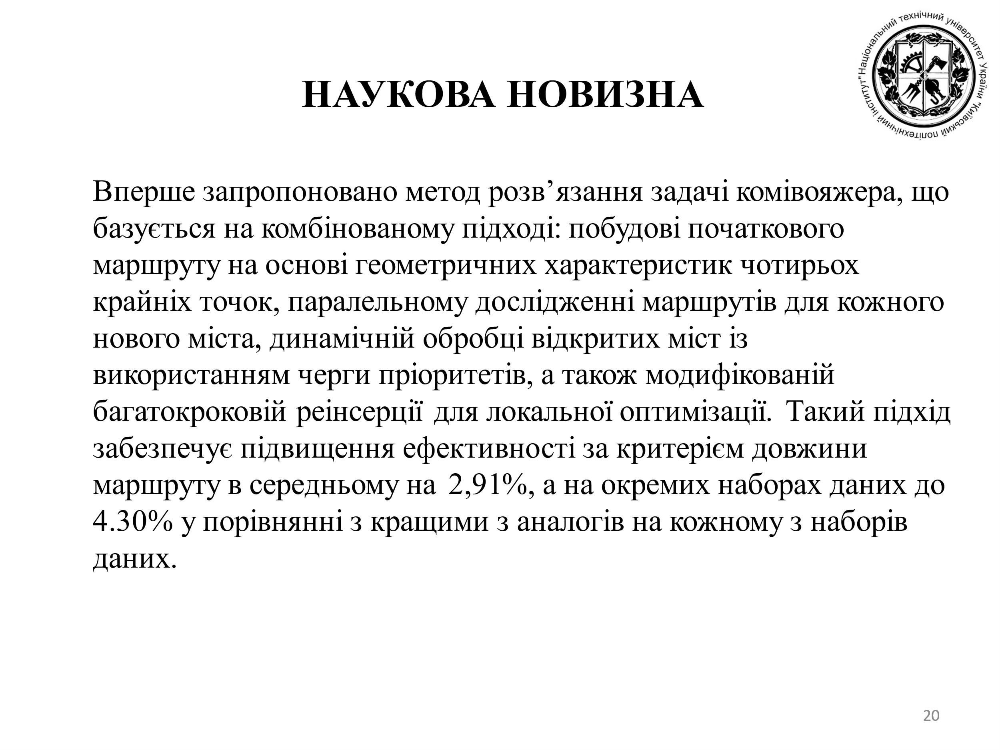 Національний технічний університет України "Київський політехнічний інститут"
НАУКОВА НОВИЗНА
Вперше запропоновано метод розв’язання задачі комівояжера, що
базується на комбінованому підході: побудові початкового
маршруту на основі геометричних характеристик чотирьох
крайніх точок, паралельному дослідженні маршрутів для кожного
нового міста, динамічній обробці відкритих міст із
використанням черги пріоритетів, а також модифікованій
багатокроковій реінсерції для локальної оптимізації. Такий підхід
забезпечує підвищення ефективності за критерієм довжини
маршруту в середньому на 2,91%, а на окремих наборах даних до
4.30% у порівнянні з кращими з аналогів на кожному з наборів
даних.
20